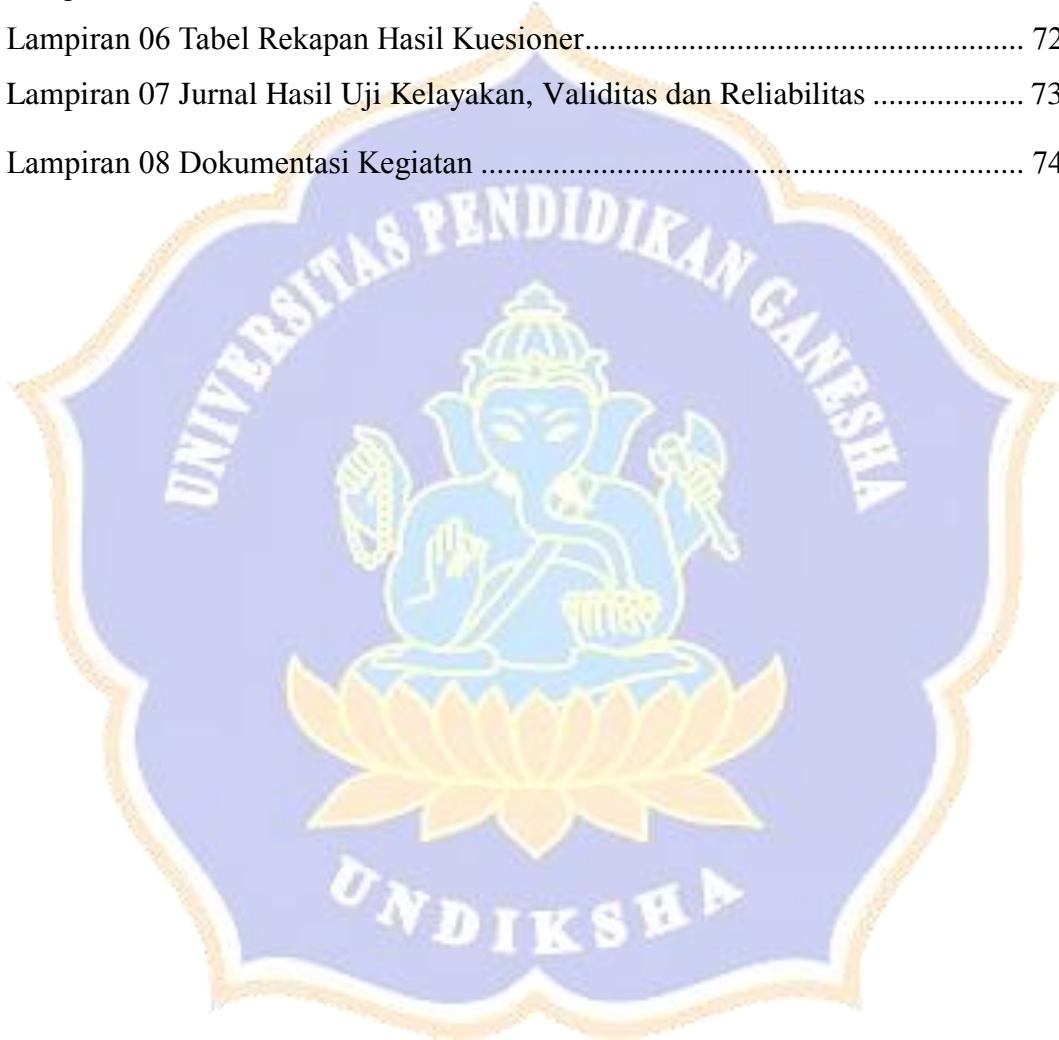 Lampiran 06 Tabel Rekapan Hasil Kuesioner....................................................... 72
Lampiran 07 Jurnal Hasil Uji Kelayakan, Validitas dan Reliabilitas ................... 73
Lampiran 08 Dokumentasi Kegiatan .................................................................... 74
UNIVERSITAS PENDIDIKAN GANESHA
UNDIKSHA